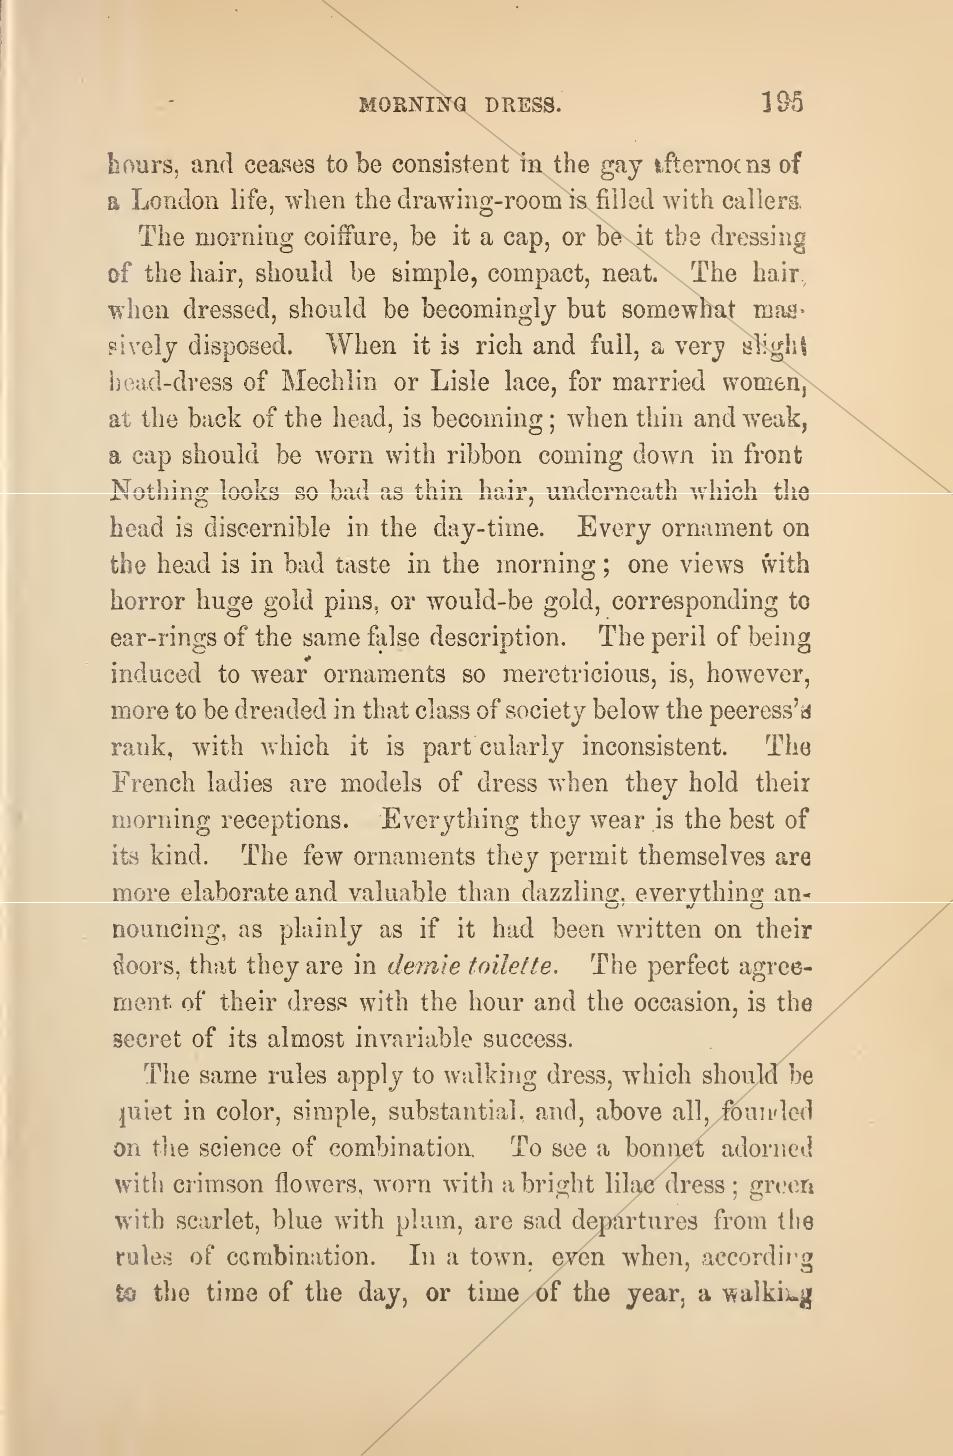 MORNING DRESS. 195
hours, and ceases to be consistent in the gay afternoons of
a London life, when the drawing-room is filled with callers.
The morning coiffure, be it a cap, or be it the dressing
of the hair, should be simple, compact, neat. The hair,
when dressed, should be becomingly but somewhat mas-
sively disposed. When it is rich and full, a very slight
head-dress of Mechlin or Lisle lace, for married women,
at the back of the head, is becoming; when thin and weak,
a cap should be worn with ribbon coming down in front
Nothing looks so bad as thin hair, underneath which the
head is discernible in the day-time. Every ornament on
the head is in bad taste in the morning; one views with
horror huge gold pins, or would-be gold, corresponding to
ear-rings of the same false description. The peril of being
induced to wear ornaments so meretricious, is, however,
more to be dreaded in that class of society below the peeress's
rank, with which it is particularly inconsistent. The
French ladies are models of dress when they hold their
morning receptions. Everything they wear is the best of
its kind. The few ornaments they permit themselves are
more elaborate and valuable than dazzling, everything an-
nouncing, as plainly as if it had been written on their
doors, that they are in demie toilette. The perfect agree-
ment of their dress with the hour and the occasion, is the
secret of its almost invariable success.
The same rules apply to walking dress, which should be
quiet in color, simple, substantial, and, above all, founded
on the science of combination. To see a bonnet adorned
with crimson flowers, worn with a bright lilac dress; green
with scarlet, blue with plum, are sad departures from the
rules of combination. In a town, even when, according
to the time of the day, or time of the year, a walking